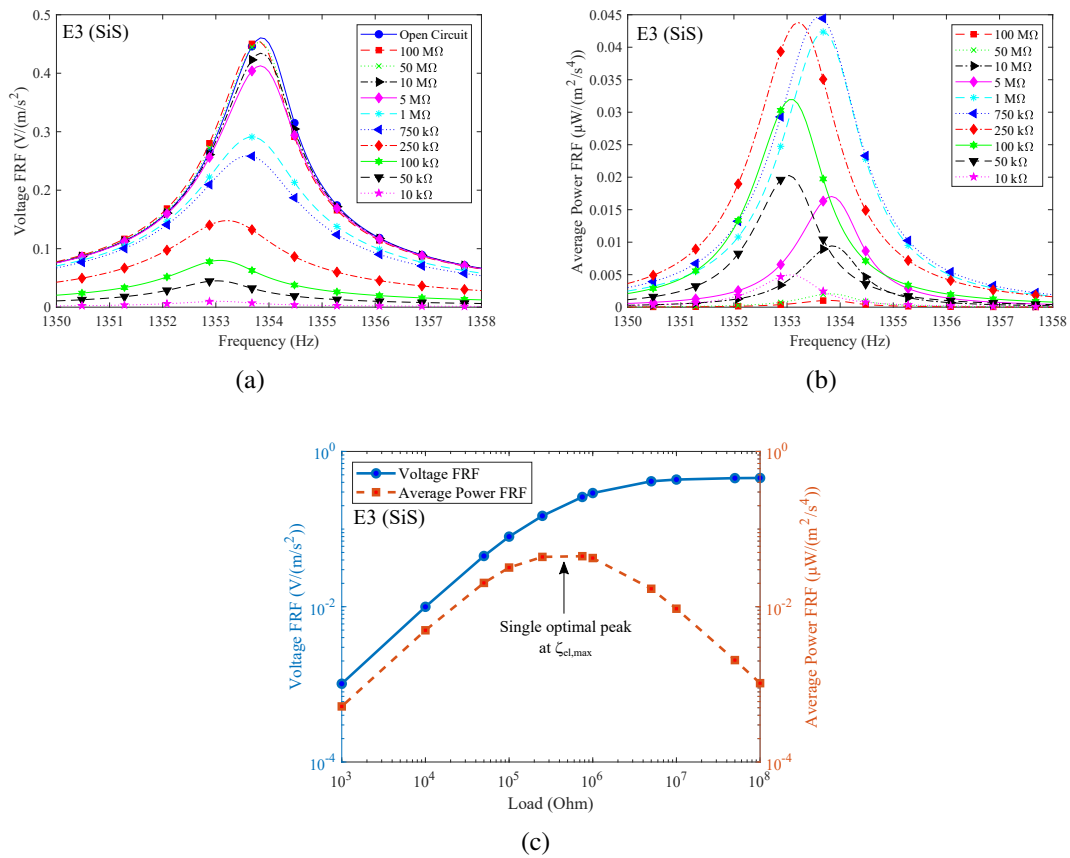 E3 (SiS)
Voltage FRF (V/(m/s²))
0.5
0.4
0.3
0.2
0.1
0
1350
1351
1352
1353
1354
1355
1356
1357
1358
Frequency (Hz)
Open Circuit
100 MΩ
50 MΩ
10 MΩ
5 MΩ
1 MΩ
750 kΩ
250 kΩ
100 kΩ
50 kΩ
10 kΩ
(a)
E3 (SiS)
Average Power FRF (µW/(m²/s⁴)
0.045
0.04
0.035
0.03
0.025
0.02
0.015
0.01
0.005
0
1350
1351
1352
1353
1354
1355
1356
1357
1358
Frequency (Hz)
100 MΩ
50 MΩ
10 MΩ
5 MΩ
1 MΩ
750 kΩ
250 kΩ
100 kΩ
50 kΩ
10 kΩ
(b)
Voltage FRF
Average Power FRF
E3 (SiS)
Voltage FRF (V/(m/s²))
10⁰
10⁻²
10⁻⁴
Single optimal peak
at ζel,max
10³
10⁴
10⁵
10⁶
10⁷
10⁸
Load (Ohm)
10⁰
10⁻²
10⁻⁴
Average Power FRF (µW/(m²/s⁴))
(c)